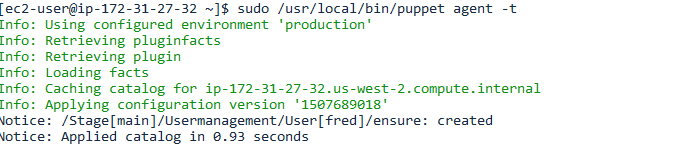 [ec2-user@ip-172-31-27-32 ~]$ sudo /usr/local/bin/puppet agent -t
Info: Using configured environment 'production'
Info: Retrieving pluginfacts
Info: Retrieving plugin
Info: Loading facts
Info: Caching catalog for ip-172-31-27-32.us-west-2.compute.internal
Info: Applying configuration version '1507689018'
Notice: /Stage[main]/Usermanagement/User[fred]/ensure: created
Notice: Applied catalog in 0.93 seconds